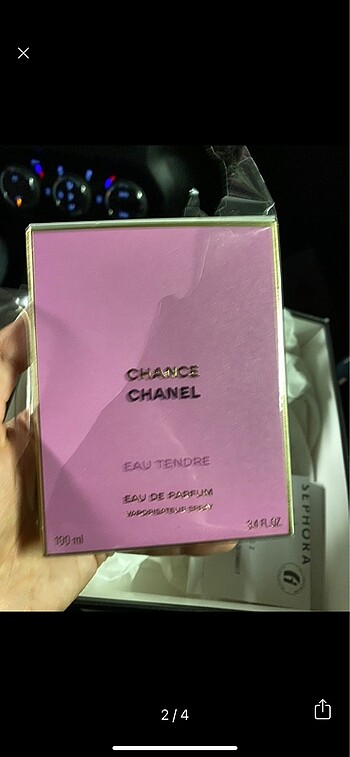 CHANCE
CHANEL
EAU TENDRE
EAU DE PARFUM
VAPORISATEUR SPRAY
100 ml
3.4 FL.OZ.
SEPHORA
2 / 4